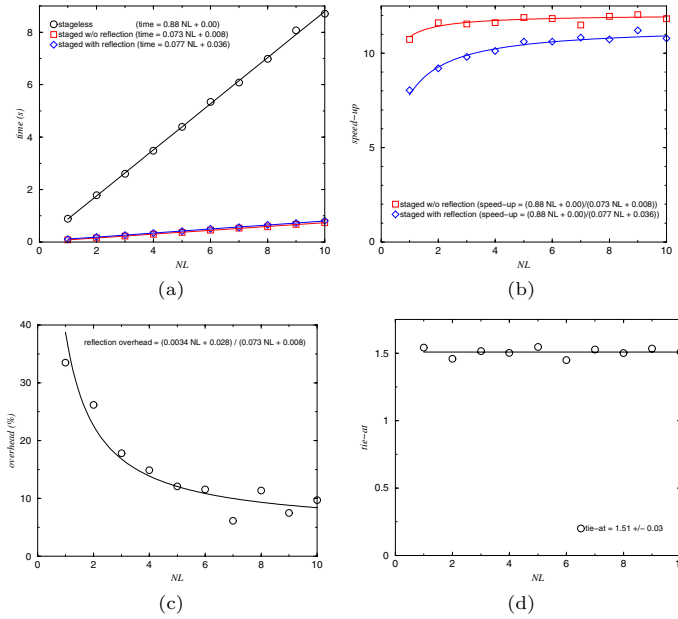 8
6
4
2
0
0 2 4 6 8 10
time (s)
NL
stageless (time = 0.88 NL + 0.00)
staged w/o reflection (time = 0.073 NL + 0.008)
staged with reflection (time = 0.077 NL + 0.036)
(a)
10
5
0
0 2 4 6 8 10
speed-up
NL
staged w/o reflection (speed-up = (0.88 NL + 0.00)/(0.073 NL + 0.008))
staged with reflection (speed-up = (0.88 NL + 0.00)/(0.077 NL + 0.036))
(b)
40
30
20
10
0
0 2 4 6 8 10
overhead (%)
NL
reflection overhead = (0.0034 NL + 0.028) / (0.073 NL + 0.008)
(c)
1.5
1
0.5
0
0 2 4 6 8 10
tie-at
NL
tie-at = 1.51 +/- 0.03
(d)